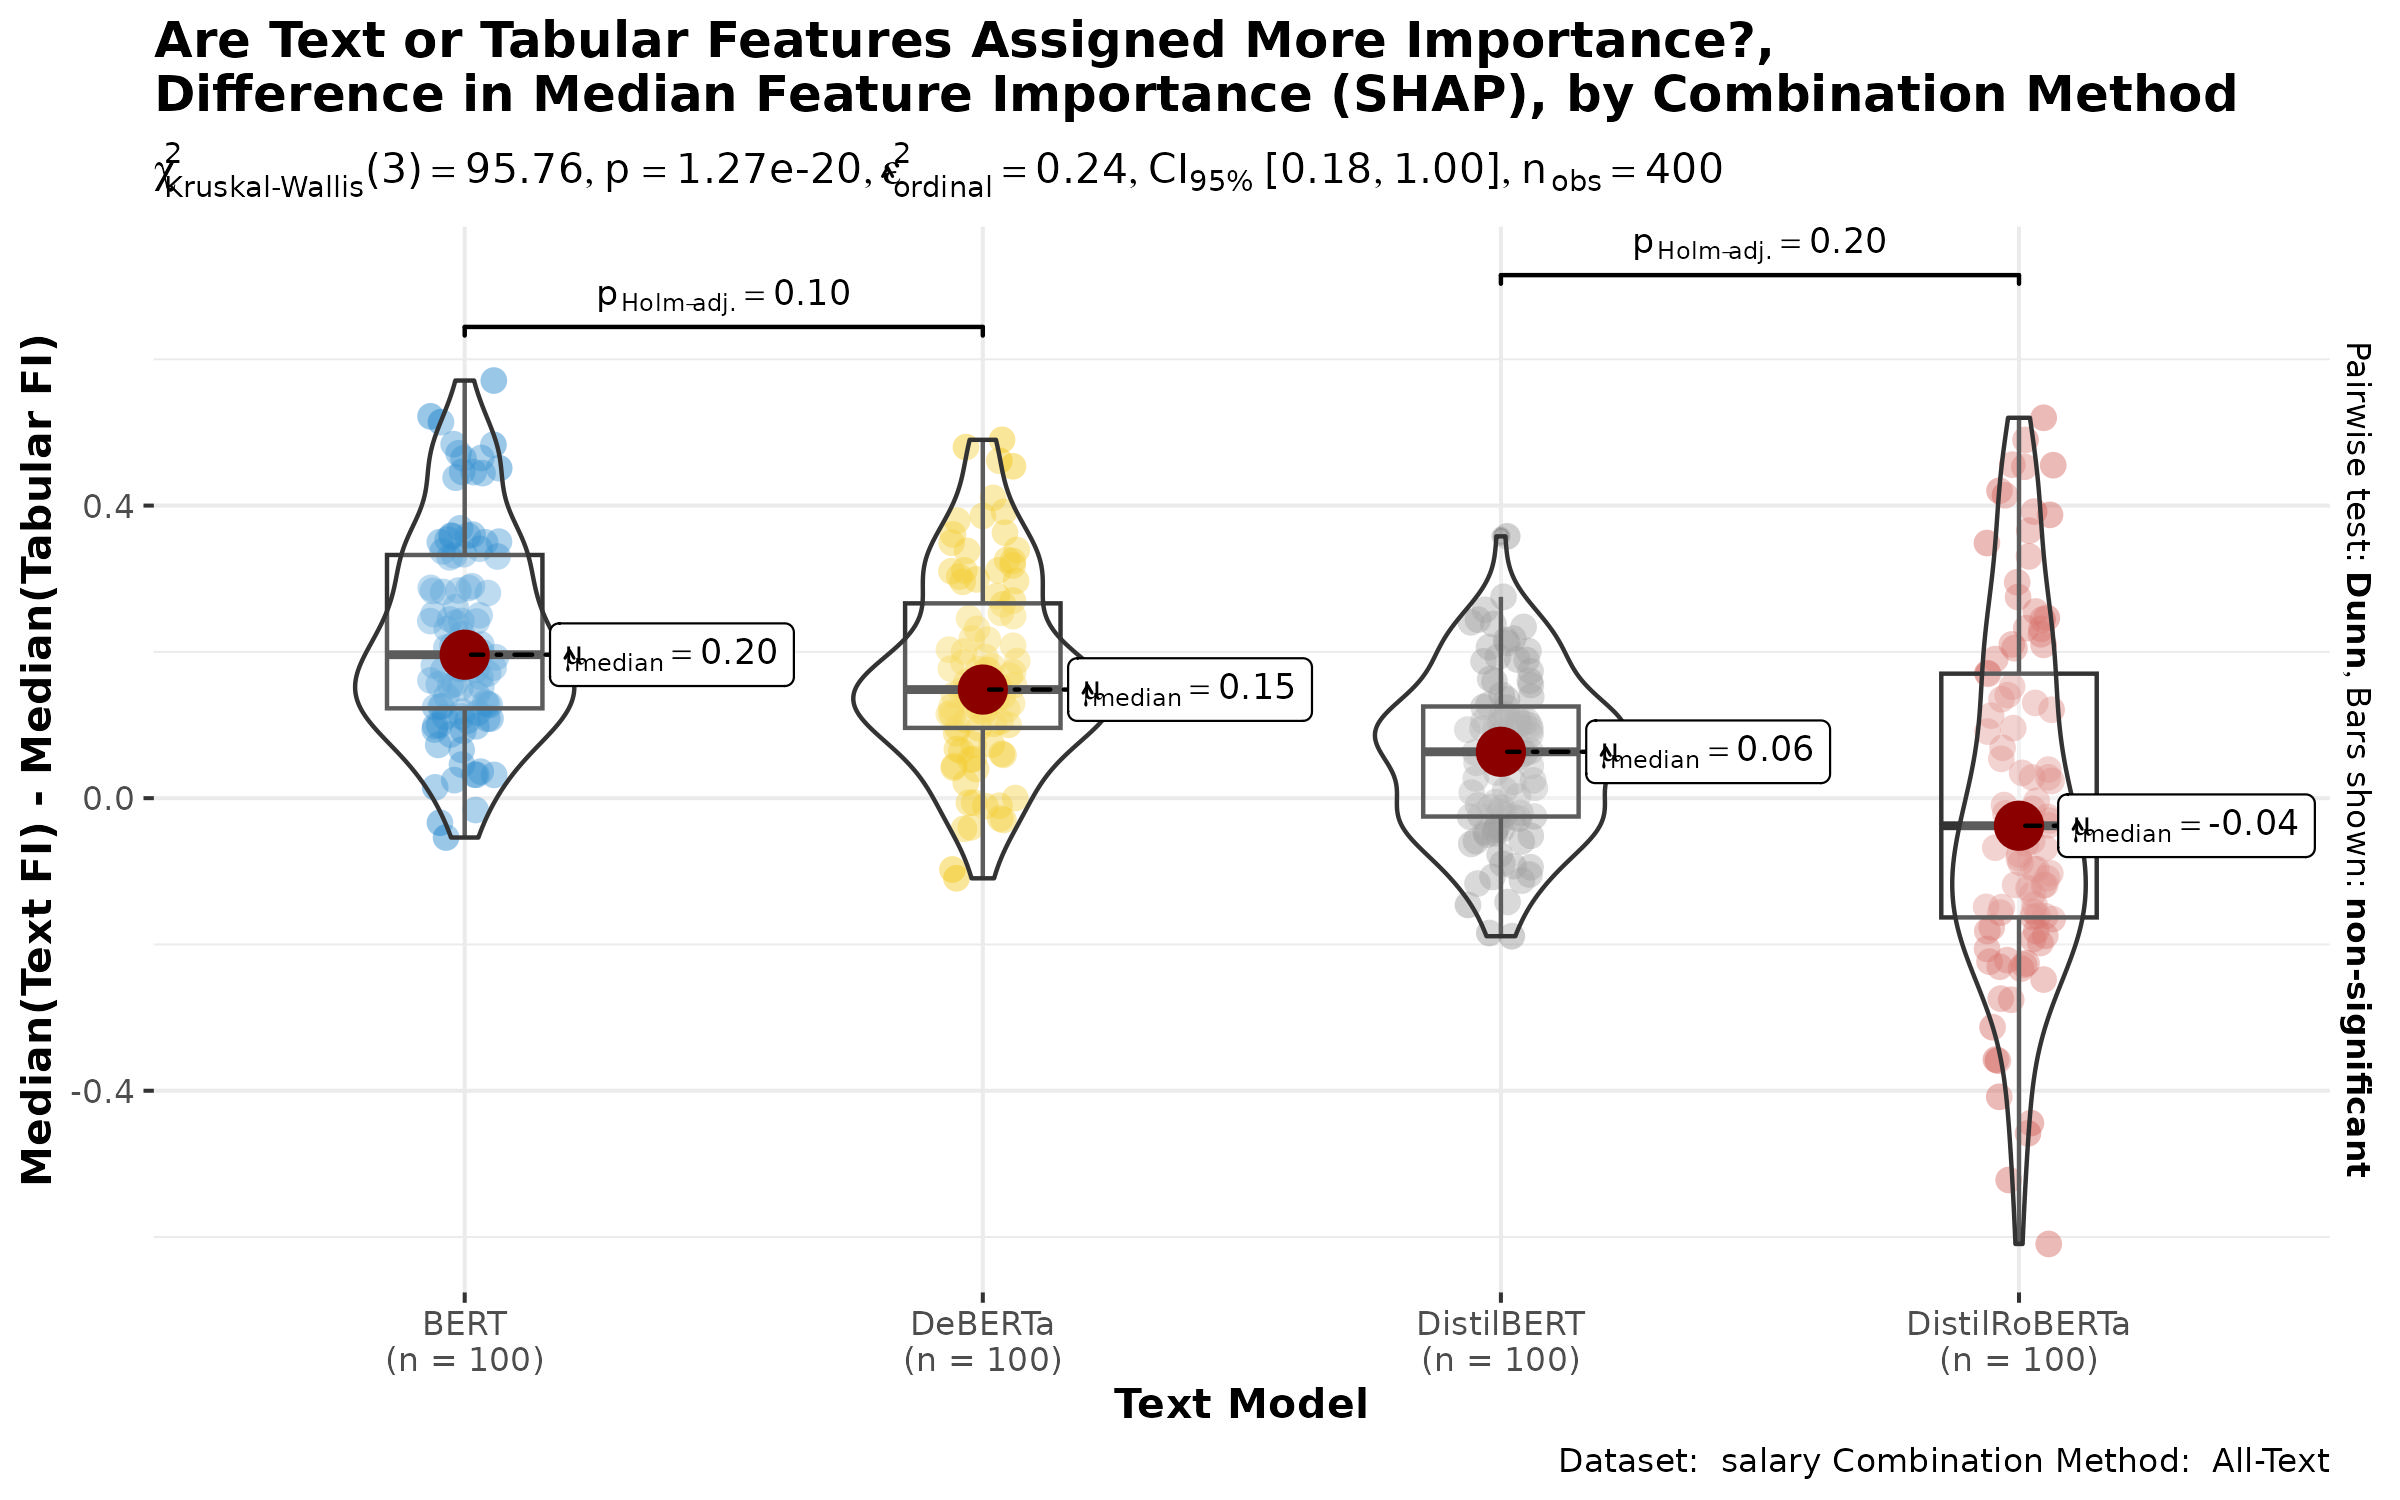 Are Text or Tabular Features Assigned More Importance?,
Difference in Median Feature Importance (SHAP), by Combination Method
χ²Kruskal-Wallis(3) = 95.76, p = 1.27e-20, ε̂²ordinal = 0.24, CI95% [0.18, 1.00], nobs = 400
pHolm-adj. = 0.20
pHolm-adj. = 0.10
Median(Text FI) - Median(Tabular FI)
0.4
0.0
-0.4
μ̂median = 0.20
μ̂median = 0.15
μ̂median = 0.06
μ̂median = -0.04
Pairwise test: Dunn, Bars shown: non-significant
BERT
(n = 100)
DeBERTa
(n = 100)
DistilBERT
(n = 100)
DistilRoBERTa
(n = 100)
Text Model
Dataset:  salary Combination Method:  All-Text